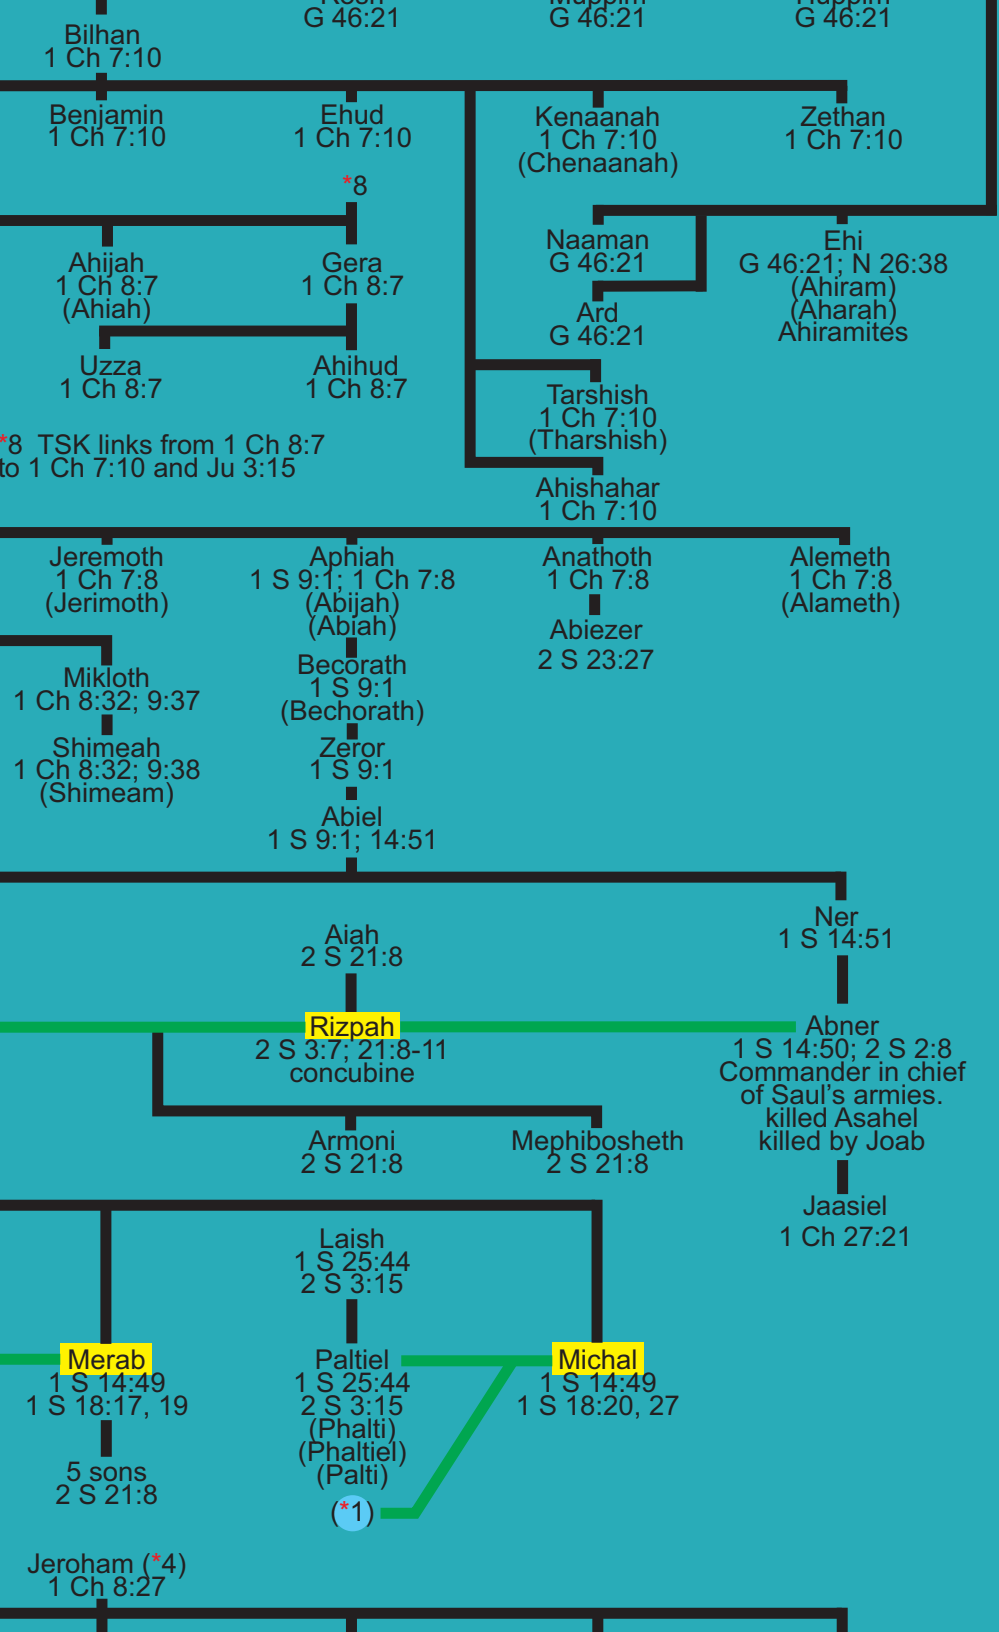 G 46:21
G 46:21
G 46:21
Bilhan
1 Ch 7:10
Benjamin
1 Ch 7:10
Ehud
1 Ch 7:10
Kenaanah
1 Ch 7:10
(Chenaanah)
Zethan
1 Ch 7:10
*8
Ahijah
1 Ch 8:7
(Ahiah)
Gera
1 Ch 8:7
Naaman
G 46:21
Ehi
G 46:21; N 26:38
(Ahiram)
(Aharah)
Ahiramites
Ard
G 46:21
Uzza
1 Ch 8:7
Ahihud
1 Ch 8:7
Tarshish
1 Ch 7:10
(Tharshish)
*8 TSK links from 1 Ch 8:7
to 1 Ch 7:10 and Ju 3:15
Ahishahar
1 Ch 7:10
Jeremoth
1 Ch 7:8
(Jerimoth)
Aphiah
1 S 9:1; 1 Ch 7:8
(Abijah)
(Abiah)
Anathoth
1 Ch 7:8
Alemeth
1 Ch 7:8
(Alameth)
Abiezer
2 S 23:27
Mikloth
1 Ch 8:32; 9:37
Becorath
1 S 9:1
(Bechorath)
Shimeah
1 Ch 8:32; 9:38
(Shimeam)
Zeror
1 S 9:1
Abiel
1 S 9:1; 14:51
Ner
1 S 14:51
Aiah
2 S 21:8
Rizpah
2 S 3:7; 21:8-11
concubine
Abner
1 S 14:50; 2 S 2:8
Commander in chief
of Saul's armies.
killed Asahel
killed by Joab
Armoni
2 S 21:8
Mephibosheth
2 S 21:8
Jaasiel
1 Ch 27:21
Laish
1 S 25:44
2 S 3:15
Merab
1 S 14:49
1 S 18:17, 19
Paltiel
1 S 25:44
2 S 3:15
(Phalti)
(Phaltiel)
(Palti)
Michal
1 S 14:49
1 S 18:20, 27
5 sons
2 S 21:8
(*1)
Jeroham (*4)
1 Ch 8:27